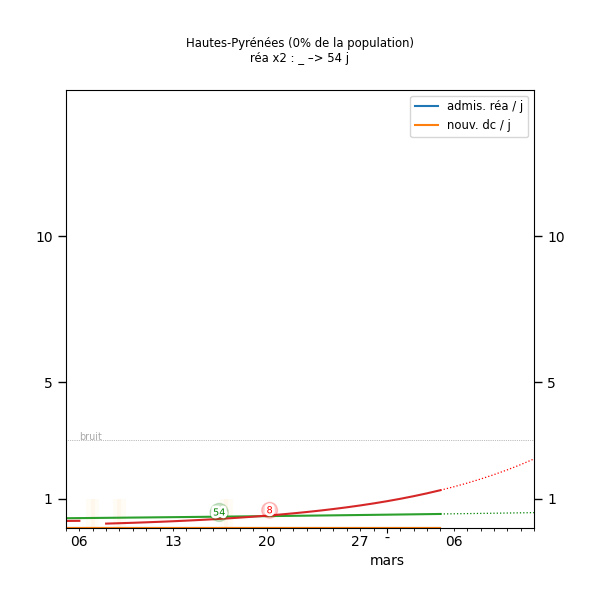 Hautes-Pyrénées (0% de la population)
réa x2 : _ –> 54 j
admis. réa / j
nouv. dc / j
10
10
5
5
bruit
1
1
54
8
06
13
20
27
-
06
mars